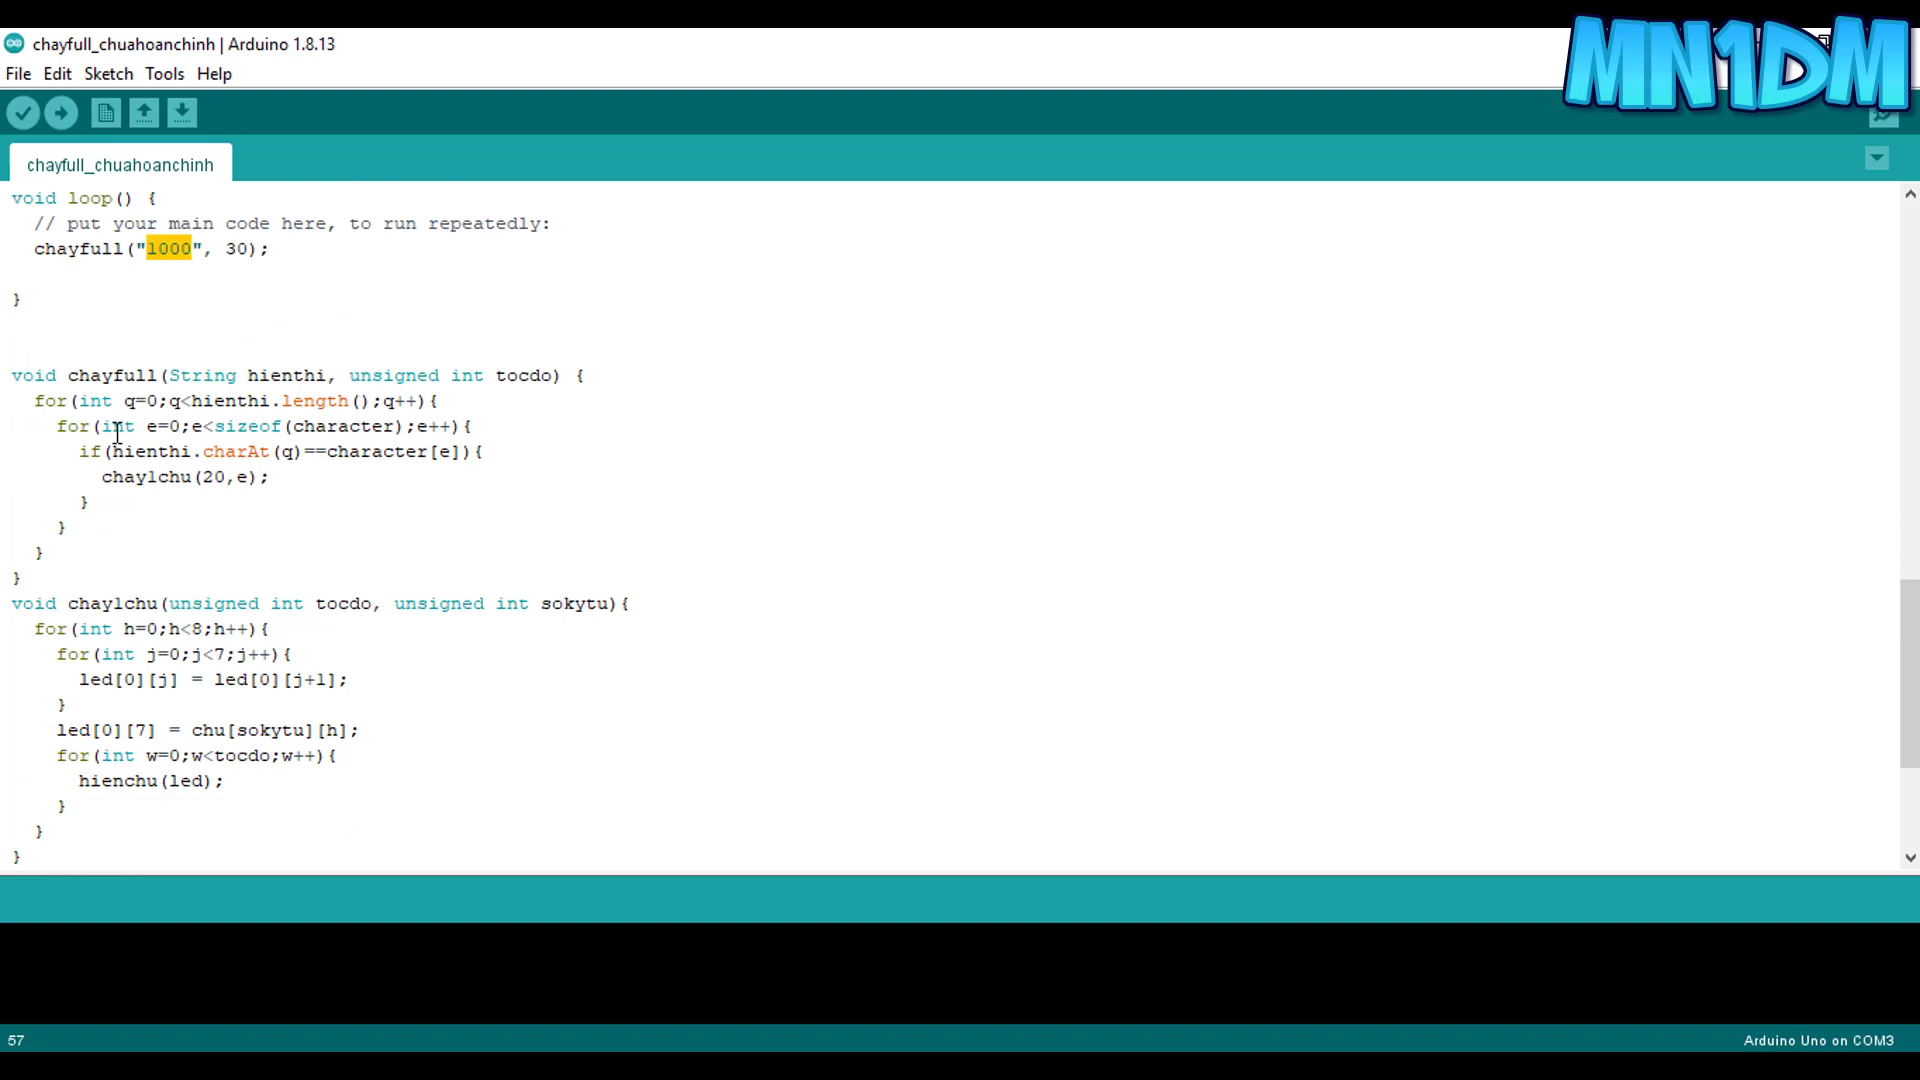 chayfull_chuahoanchinh | Arduino 1.8.13
MN1DM
File Edit Sketch Tools Help
chayfull_chuahoanchinh
void loop() {
  // put your main code here, to run repeatedly:
  chayfull("1000", 30);
}
void chayfull(String hienthi, unsigned int tocdo) {
  for(int q=0;q<hienthi.length();q++){
    for(int e=0;e<sizeof(character);e++){
      if(hienthi.charAt(q)==character[e]){
        chay1chu(20,e);
      }
    }
  }
}
void chay1chu(unsigned int tocdo, unsigned int sokytu){
  for(int h=0;h<8;h++){
    for(int j=0;j<7;j++){
      led[0][j] = led[0][j+1];
    }
    led[0][7] = chu[sokytu][h];
    for(int w=0;w<tocdo;w++){
      hienchu(led);
    }
  }
}
57
Arduino Uno on COM3